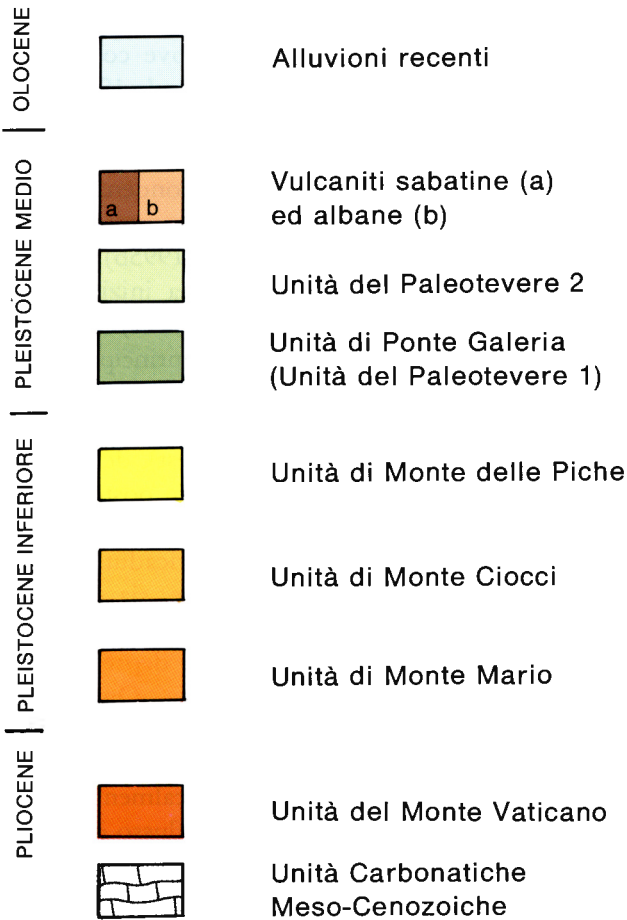 OLOCENE
Alluvioni recenti
PLEISTOCENE MEDIO
a b
Vulcaniti sabatine (a)
ed albane (b)
Unità del Paleotevere 2
Unità di Ponte Galeria
(Unità del Paleotevere 1)
PLEISTOCENE INFERIORE
Unità di Monte delle Piche
Unità di Monte Ciocci
Unità di Monte Mario
PLIOCENE
Unità del Monte Vaticano
Unità Carbonatiche
Meso-Cenozoiche